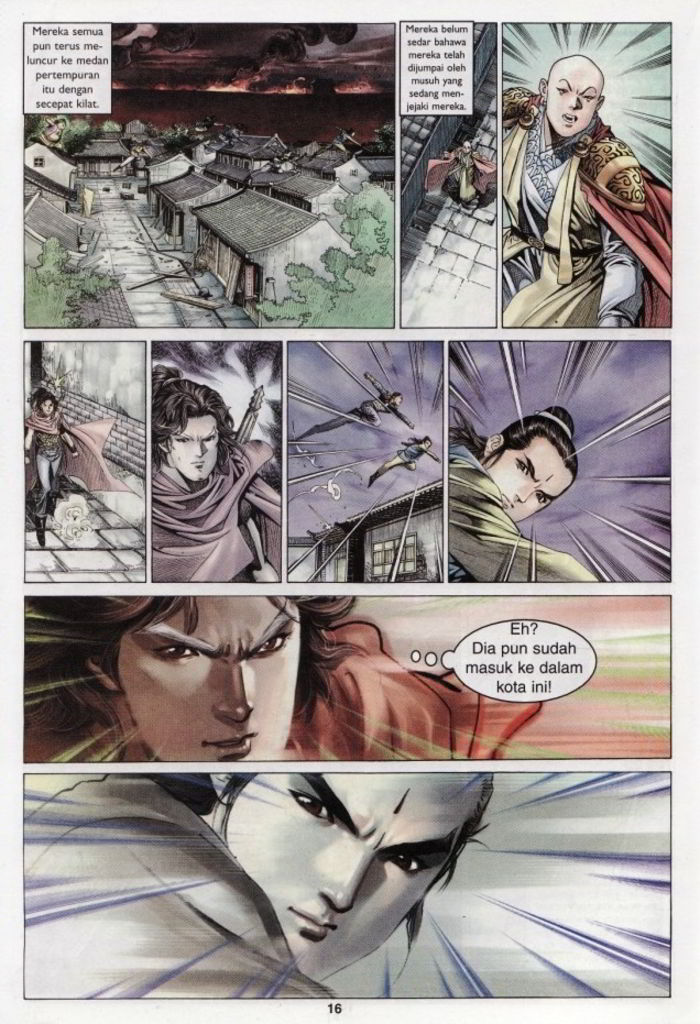 Mereka semua
pun terus me-
luncur ke medan
pertempuran
itu dengan
secepat kilat.
Mereka belum
sedar bahawa
mereka telah
dijumpai oleh
musuh yang
sedang men-
jejaki mereka.
Eh?
Dia pun sudah
masuk ke dalam
kota ini!
16